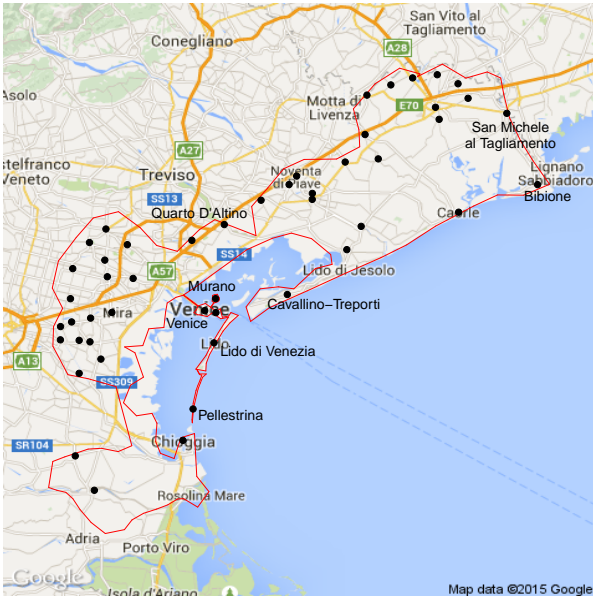 San Vito al
Tagliamento
Conegliano
A28
Asolo
E70
Motta di
Livenza
San Michele
al Tagliamento
A27
stelfranco
Veneto
Treviso
Noventa
di Piave
Lignano
Sabbiadoro
SS13
Bibione
Quarto D'Altino
Caorle
SS14
A57
Lido di Jesolo
Murano
Cavallino−Treporti
Mira
Venice
Venice
Lido
Lido di Venezia
A13
SS309
Pellestrina
SR104
Chioggia
Rosolina Mare
Adria
Porto Viro
Google
Isola d'Ariano
Map data ©2015 Google